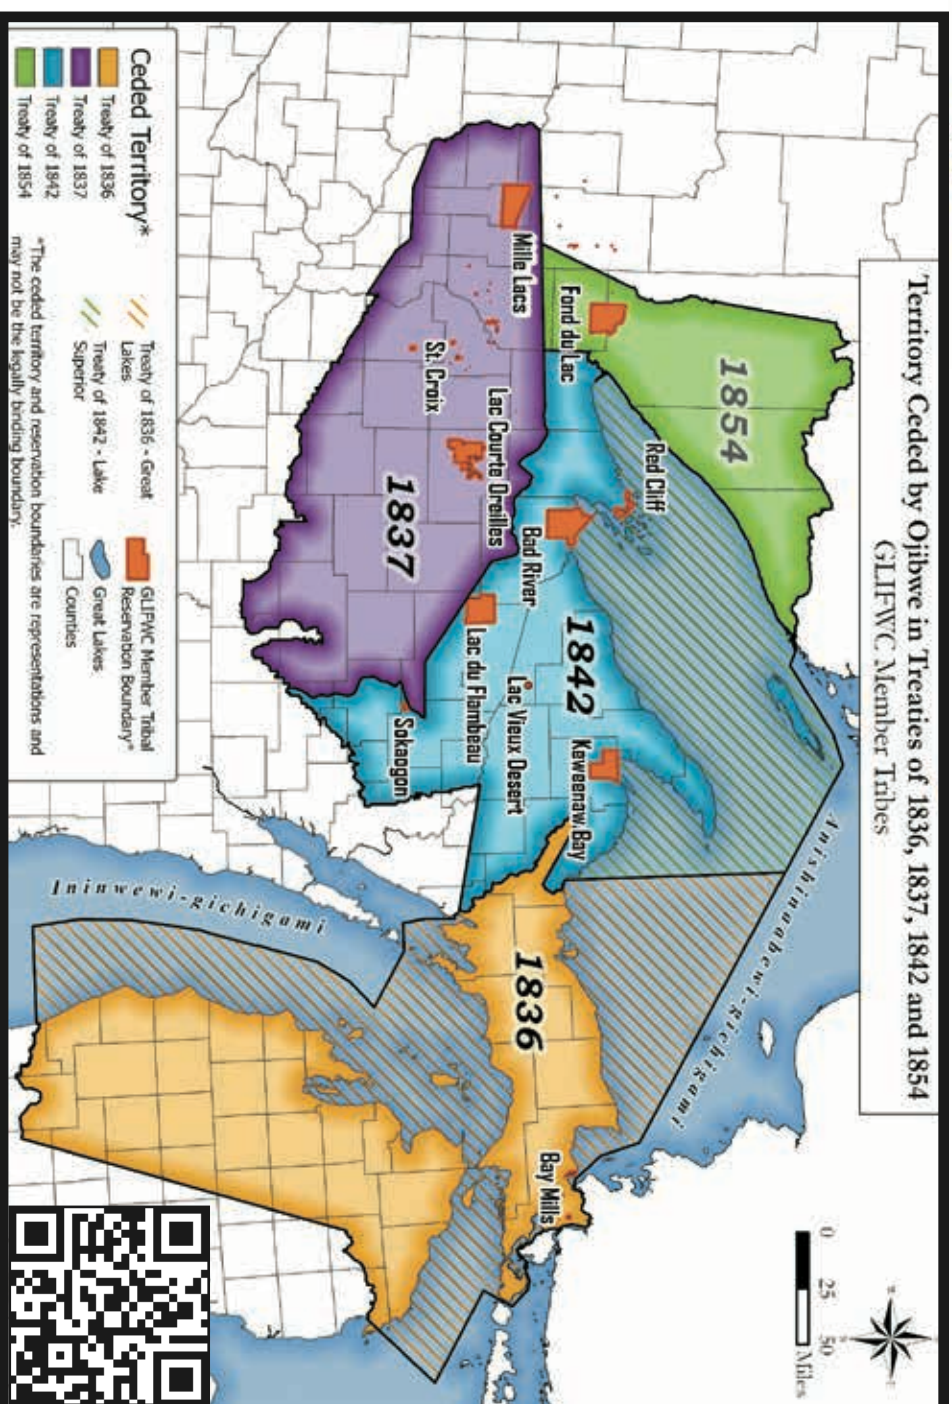 Territory Ceded by Ojibwe in Treaties of 1836, 1837, 1842 and 1854
GLIFWC Member Tribes
0 25 50 Miles
Anishinaabewi-gichigami
1854
Red Cliff
Fond du Lac
Mille Lacs
1842
Keweenaw Bay
Bad River
Lac Vieux Desert
Lac Courte Oreilles
Lac du Flambeau
St. Croix
Sokaogon
1837
1836
Bay Mills
Ininwewi-gichigami
Ceded Territory*
Treaty of 1836
Treaty of 1837
Treaty of 1842
Treaty of 1854
Treaty of 1836 - Great
Lakes
Treaty of 1842 - Lake
Superior
GLIFWC Member Tribal
Reservation Boundary*
Great Lakes
Counties
*The ceded territory and reservation boundaries are representations and
may not be the legally binding boundary.